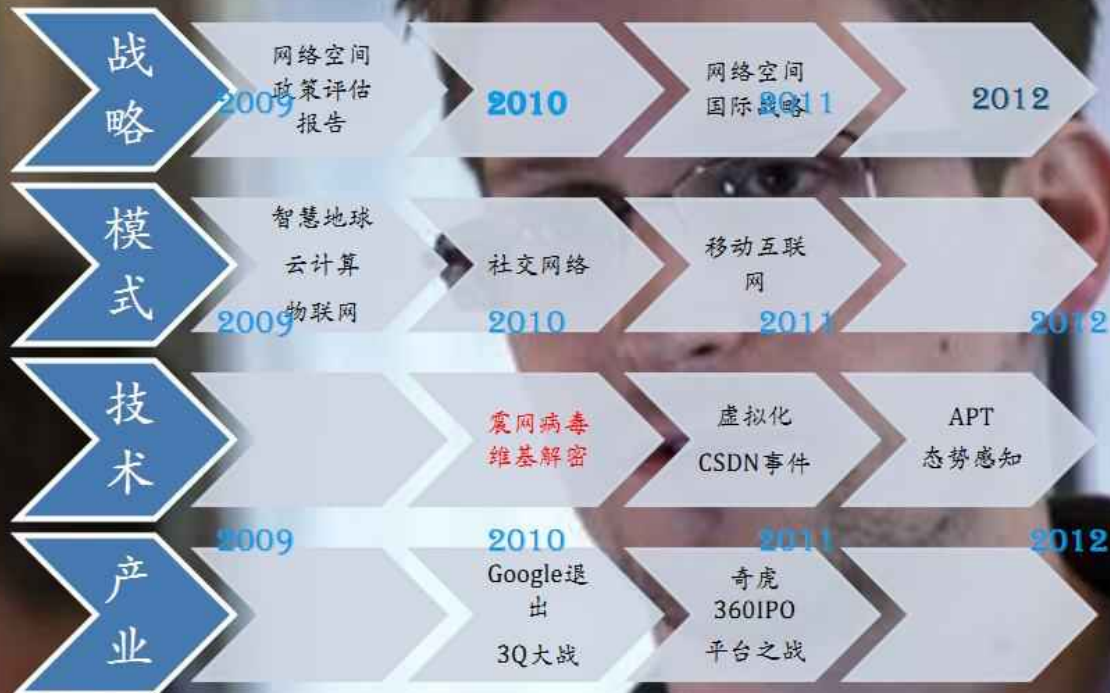 战
略
网络空间
政策评估
报告
2009
2010
网络空间
国际战略
2011
2012
模
式
智慧地球
云计算
物联网
2009
社交网络
2010
移动互联
网
2011
2012
技
术
震网病毒
维基解密
虚拟化
CSDN事件
APT
态势感知
2009
2010
2011
2012
产
业
Google退
出
3Q大战
奇虎
360IPO
平台之战